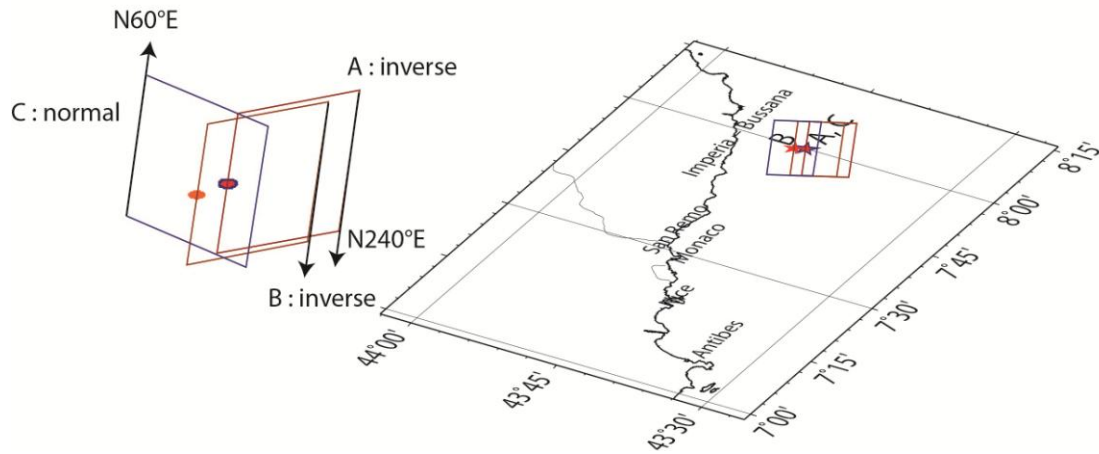 N60°E
A : inverse
C : normal
N240°E
B : inverse
Bussana
Imperia
San Remo
Monaco
Antibes
B
A, C
44°00'
43°45'
43°30'
7°00'
7°15'
7°30'
7°45'
8°00'
8°15'